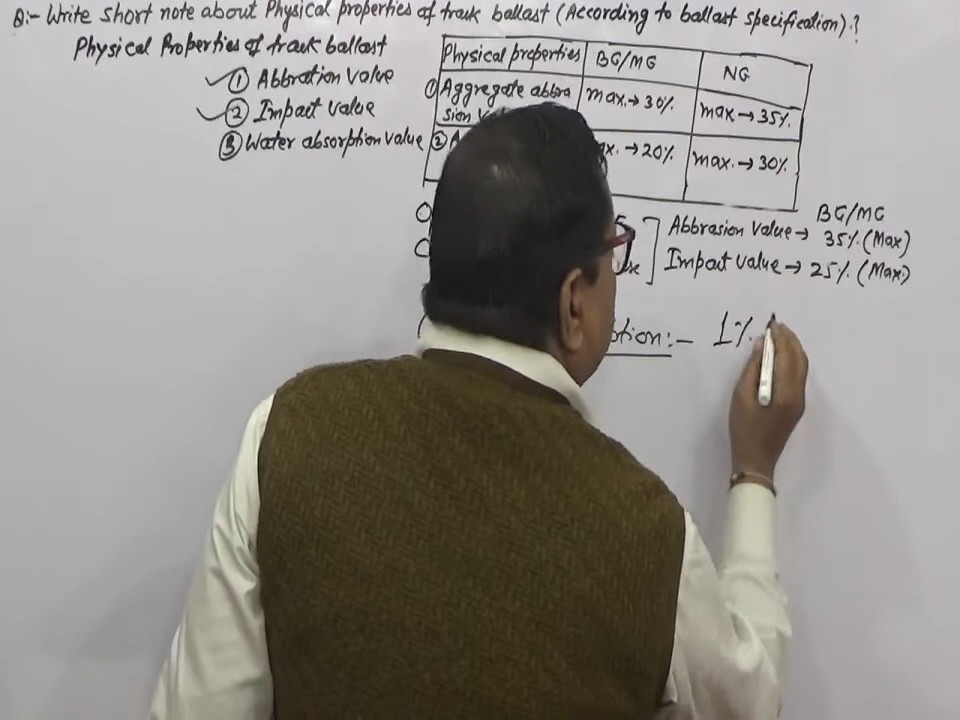 Q:- Write short note about Physical properties of track ballast (According to ballast specification).?
Physical Properties of track ballast
① Abbration Value
② Impact value
③ Water absorption value
Physical properties BG/MG NG
① Aggregate abbra
sion max.→30% max.→35%
② →20% max.→30%
BG/MG
Abbrasion Value→ 35% (Max)
Impact value→ 25% (Max.)
:- 1%